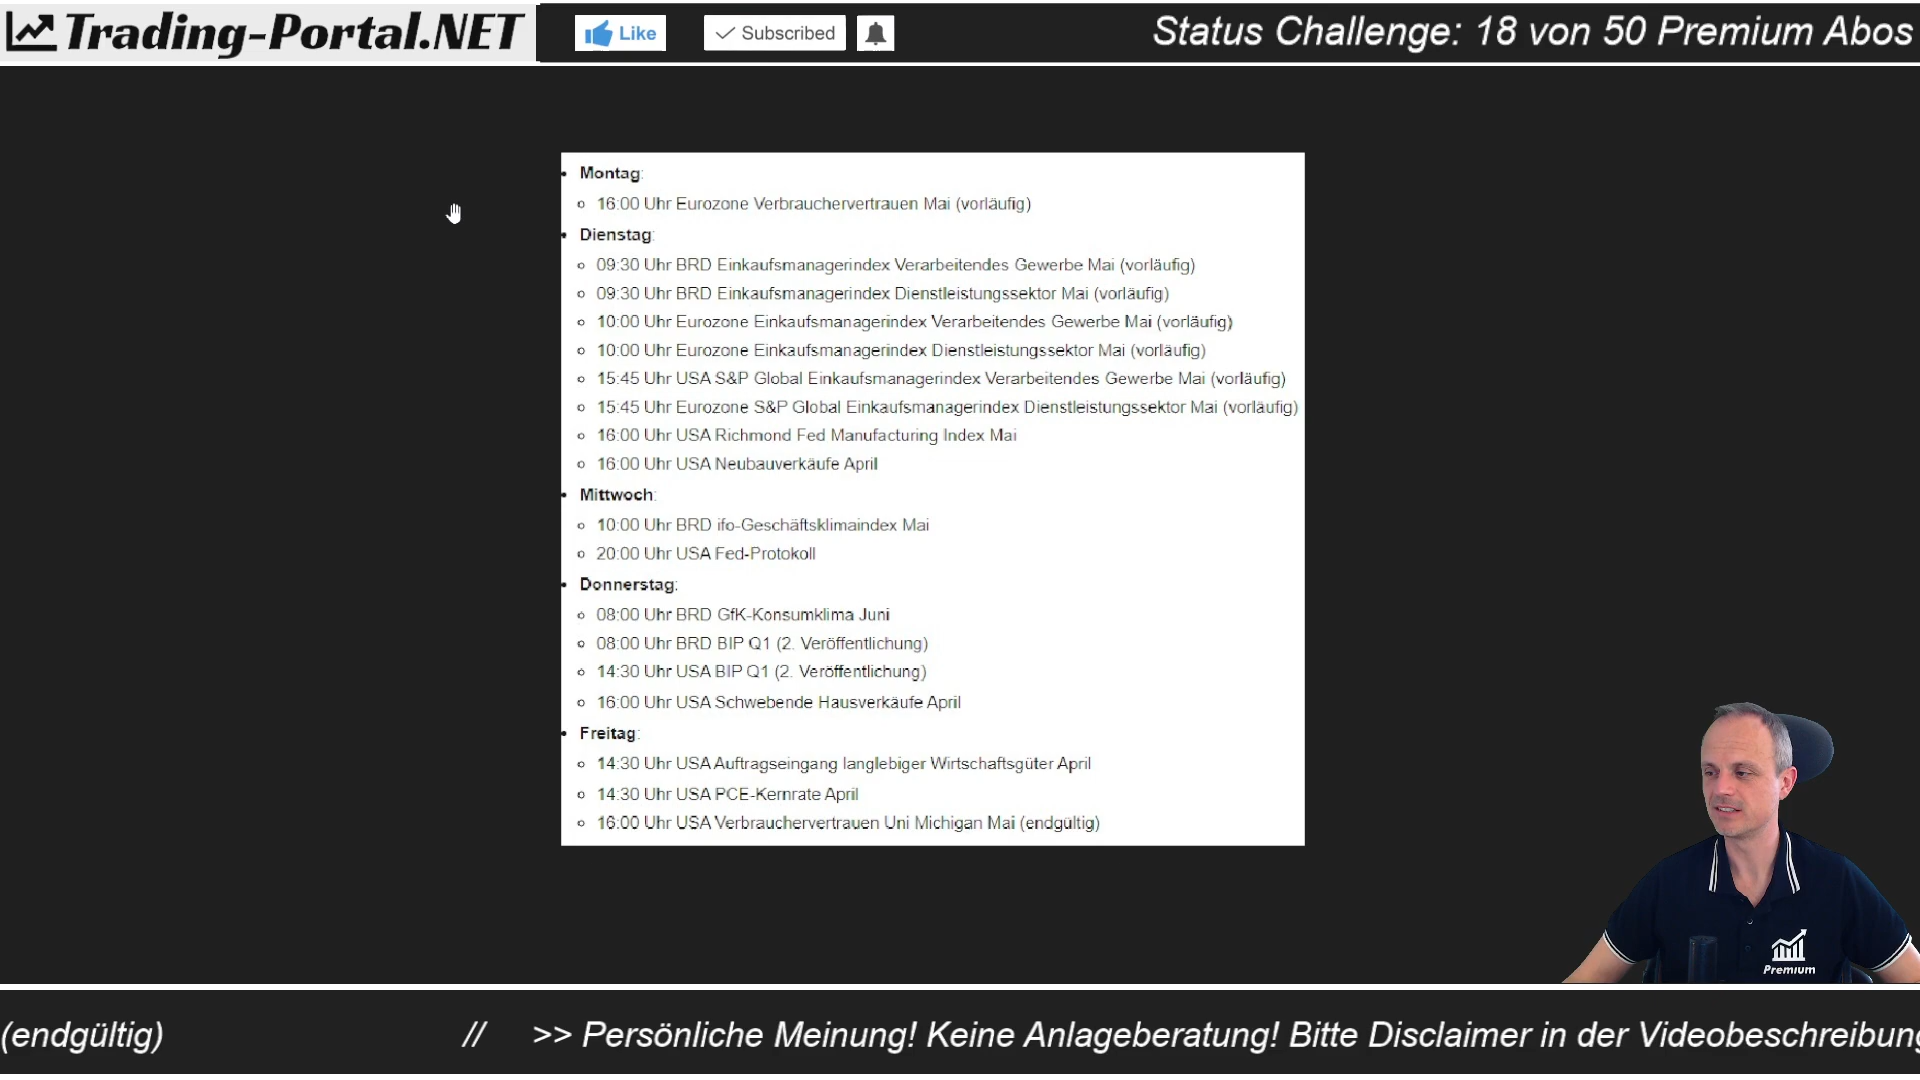 Trading-Portal.NET
Like
Subscribed
Status Challenge: 18 von 50 Premium Abos
Montag:
16:00 Uhr Eurozone Verbrauchervertrauen Mai (vorläufig)
Dienstag:
09:30 Uhr BRD Einkaufsmanagerindex Verarbeitendes Gewerbe Mai (vorläufig)
09:30 Uhr BRD Einkaufsmanagerindex Dienstleistungssektor Mai (vorläufig)
10:00 Uhr Eurozone Einkaufsmanagerindex Verarbeitendes Gewerbe Mai (vorläufig)
10:00 Uhr Eurozone Einkaufsmanagerindex Dienstleistungssektor Mai (vorläufig)
15:45 Uhr USA S&P Global Einkaufsmanagerindex Verarbeitendes Gewerbe Mai (vorläufig)
15:45 Uhr Eurozone S&P Global Einkaufsmanagerindex Dienstleistungssektor Mai (vorläufig)
16:00 Uhr USA Richmond Fed Manufacturing Index Mai
16:00 Uhr USA Neubauverkäufe April
Mittwoch:
10:00 Uhr BRD ifo-Geschäftsklimaindex Mai
20:00 Uhr USA Fed-Protokoll
Donnerstag:
08:00 Uhr BRD GfK-Konsumklima Juni
08:00 Uhr BRD BIP Q1 (2. Veröffentlichung)
14:30 Uhr USA BIP Q1 (2. Veröffentlichung)
16:00 Uhr USA Schwebende Hausverkäufe April
Freitag:
14:30 Uhr USA Auftragseingang langlebiger Wirtschaftsgüter April
14:30 Uhr USA PCE-Kernrate April
16:00 Uhr USA Verbrauchervertrauen Uni Michigan Mai (endgültig)
Premium
(endgültig) // >> Persönliche Meinung! Keine Anlageberatung! Bitte Disclaimer in der Videobeschreibung